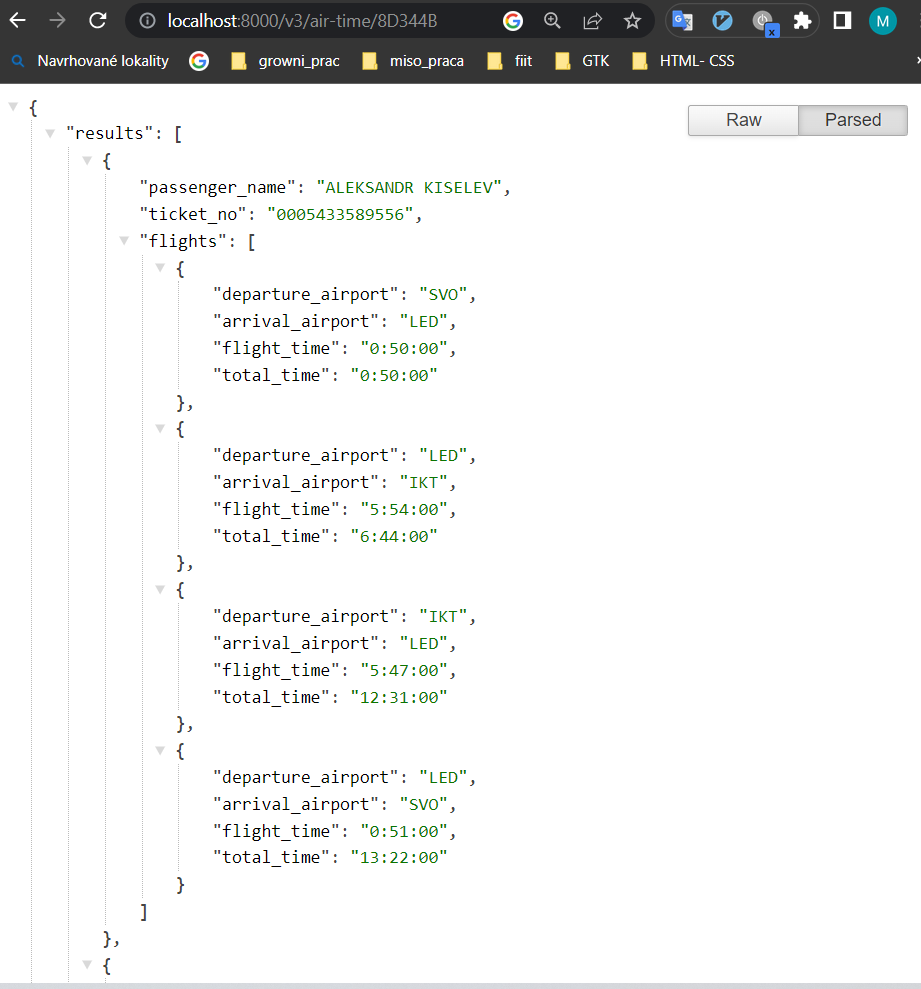 localhost:8000/v3/air-time/8D344B
M
Navrhované lokality growni_prac miso_praca fiit GTK HTML- CSS
Raw Parsed
{
"results": [
{
"passenger_name": "ALEKSANDR KISELEV",
"ticket_no": "0005433589556",
"flights": [
{
"departure_airport": "SVO",
"arrival_airport": "LED",
"flight_time": "0:50:00",
"total_time": "0:50:00"
},
{
"departure_airport": "LED",
"arrival_airport": "IKT",
"flight_time": "5:54:00",
"total_time": "6:44:00"
},
{
"departure_airport": "IKT",
"arrival_airport": "LED",
"flight_time": "5:47:00",
"total_time": "12:31:00"
},
{
"departure_airport": "LED",
"arrival_airport": "SVO",
"flight_time": "0:51:00",
"total_time": "13:22:00"
}
]
},
{